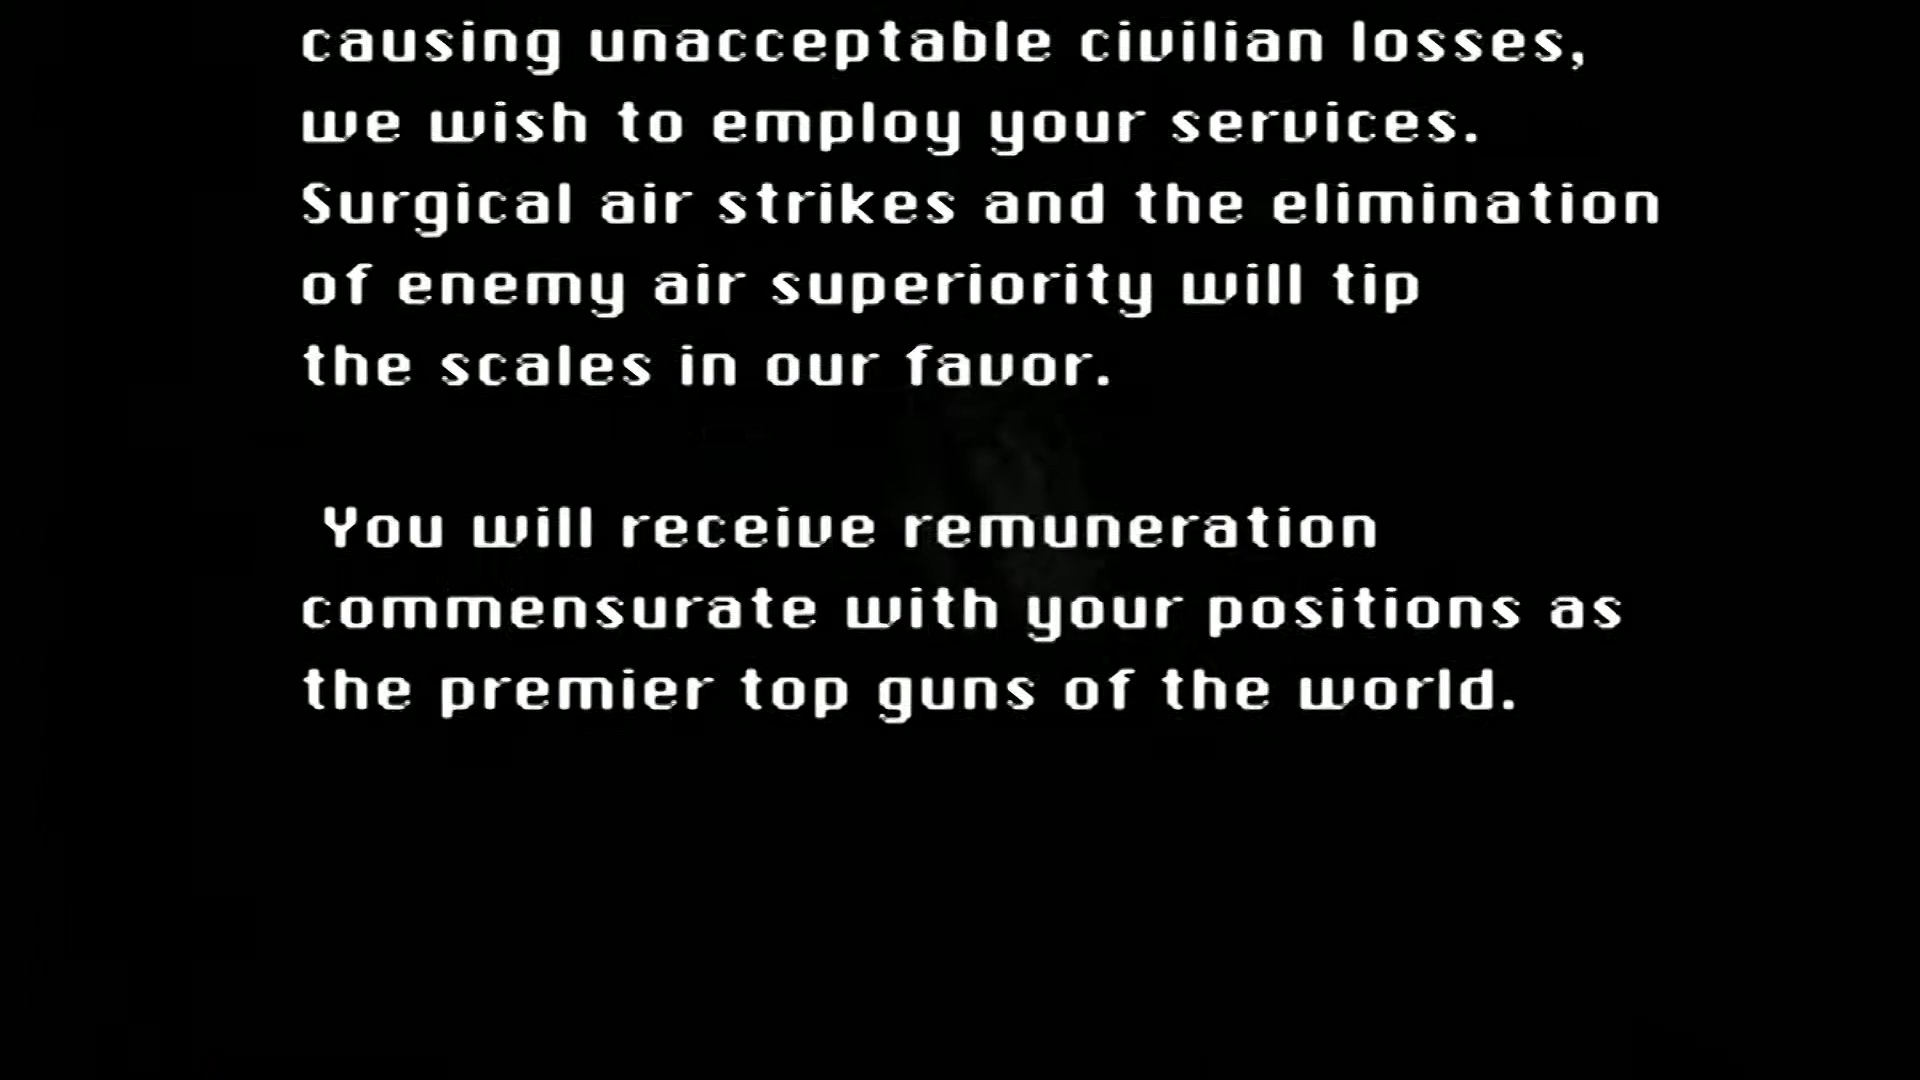 causing unacceptable civilian losses,
we wish to employ your services.
Surgical air strikes and the elimination
of enemy air superiority will tip
the scales in our favor.
You will receive remuneration
commensurate with your positions as
the premier top guns of the world.